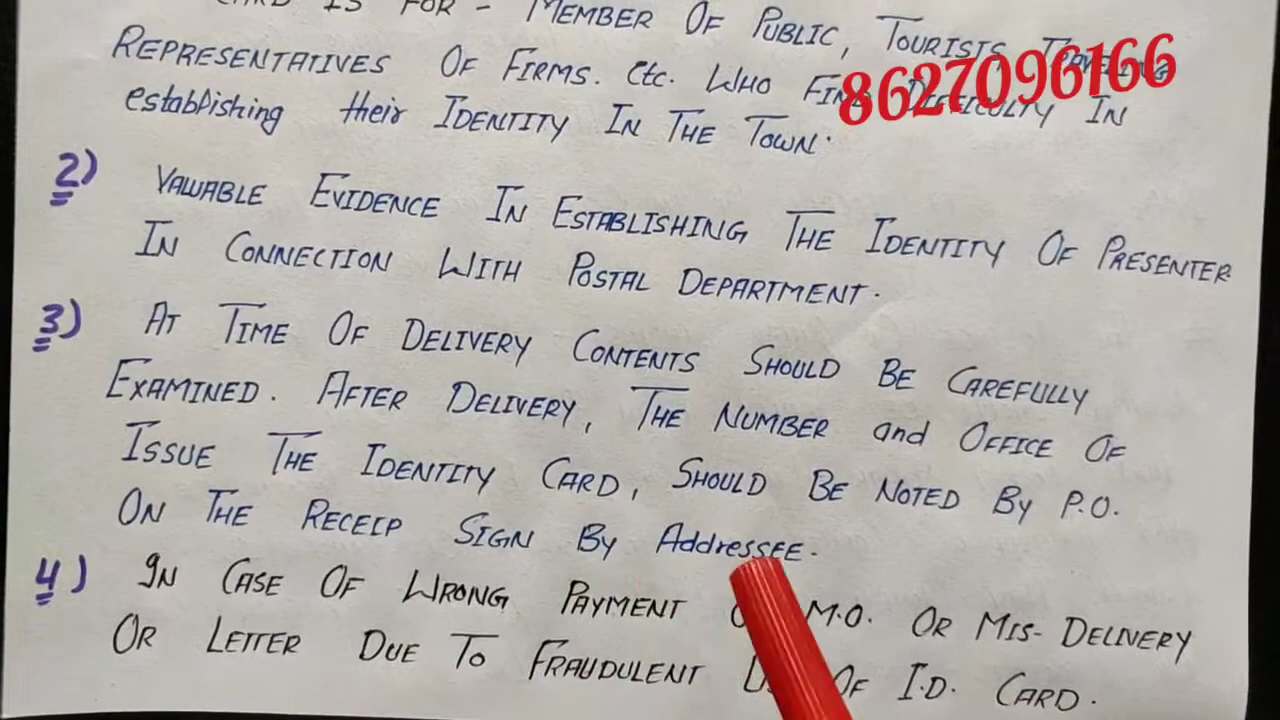 CARD IS FOR - MEMBER OF PUBLIC, TOURISTS, TRAVELLING
8627096166
REPRESENTATIVES OF FIRMS. Etc. WHO FIND DIFFICULTY IN
establishing their IDENTITY IN THE TOWN.
2) VALUABLE EVIDENCE IN ESTABLISHING THE IDENTITY OF PRESENTER
IN CONNECTION WITH POSTAL DEPARTMENT.
3) AT TIME OF DELIVERY CONTENTS SHOULD BE CAREFULLY
EXAMINED. AFTER DELIVERY, THE NUMBER and OFFICE OF
ISSUE THE IDENTITY CARD, SHOULD BE NOTED BY P.O.
ON THE RECEIP SIGN BY AddresSEE.
4) IN CASE OF WRONG PAYMENT M.O. OR MIS- DELIVERY
OR LETTER DUE TO FRAUDULENT OF I.D. CARD.